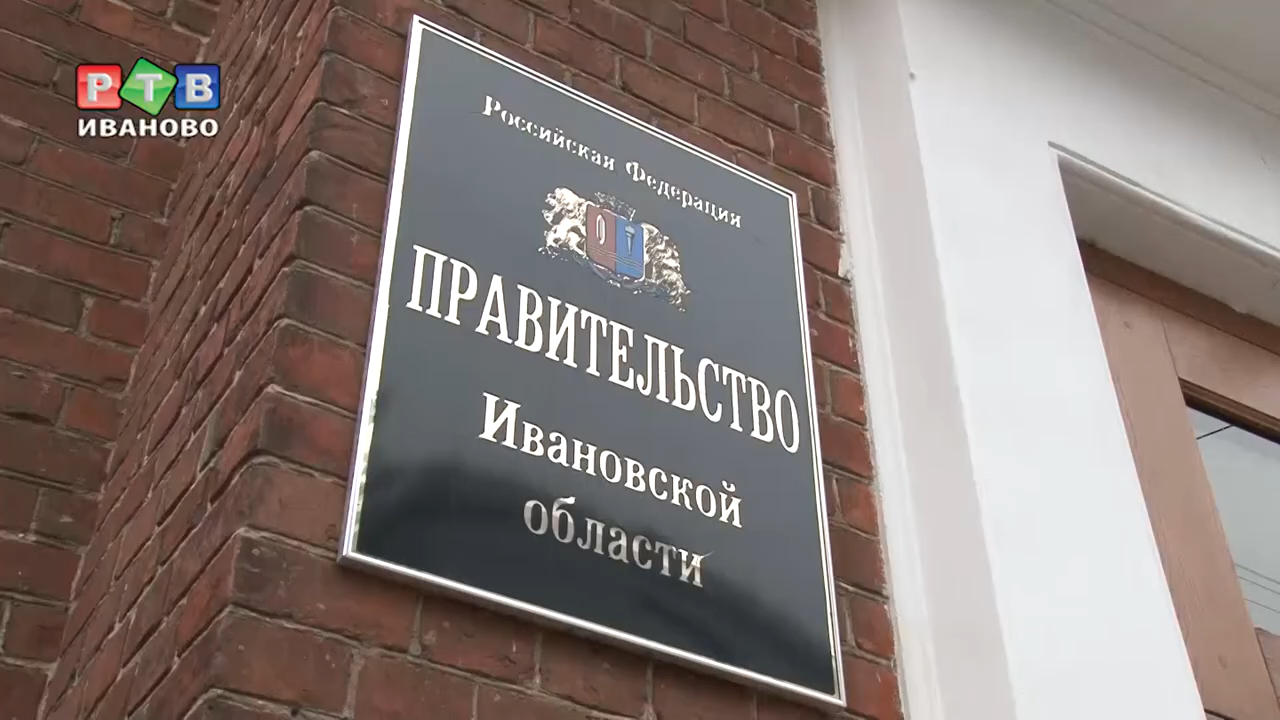 РТВ
ИВАНОВО
Российская Федерация
ПРАВИТЕЛЬСТВО
Ивановской
области